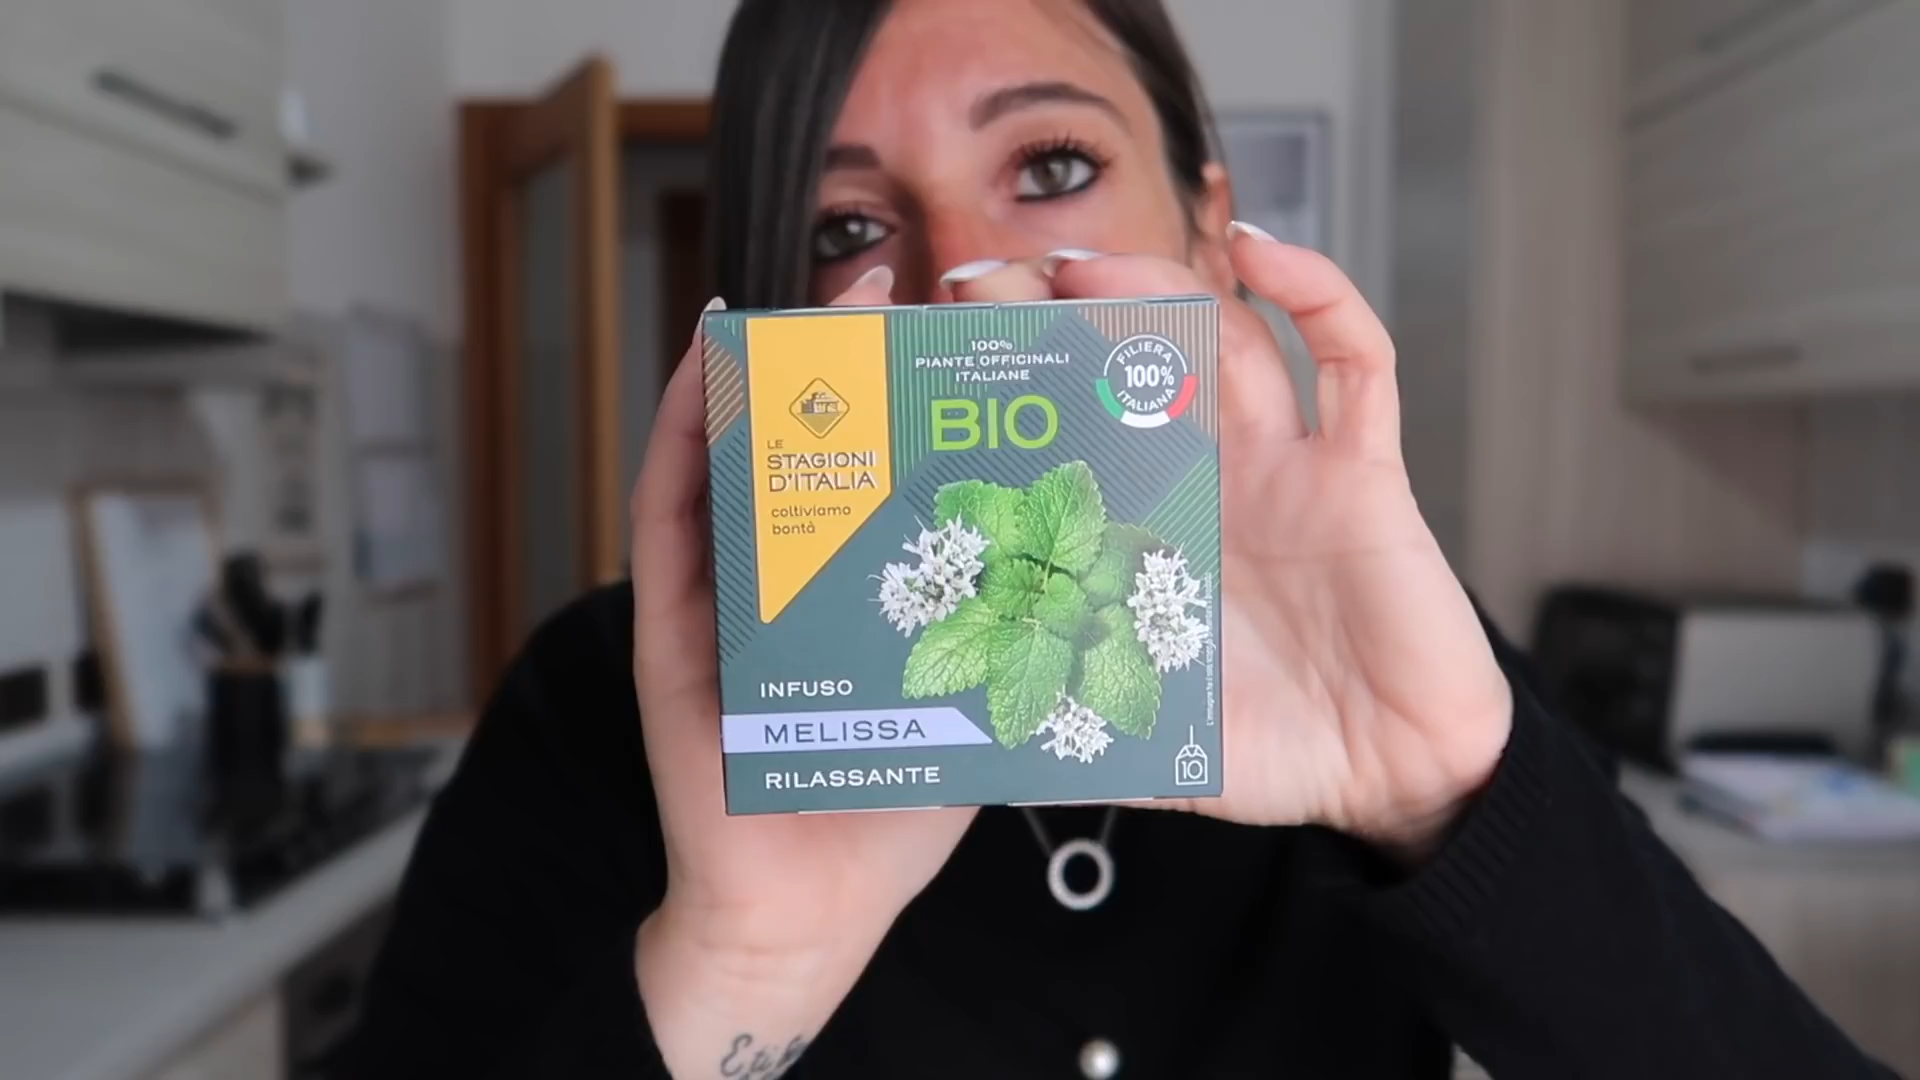 LE
STAGIONI
D'ITALIA
coltiviamo
bontà
100%
PIANTE OFFICINALI
ITALIANE
BIO
FILIERA
100%
ITALIANA
INFUSO
MELISSA
RILASSANTE
10